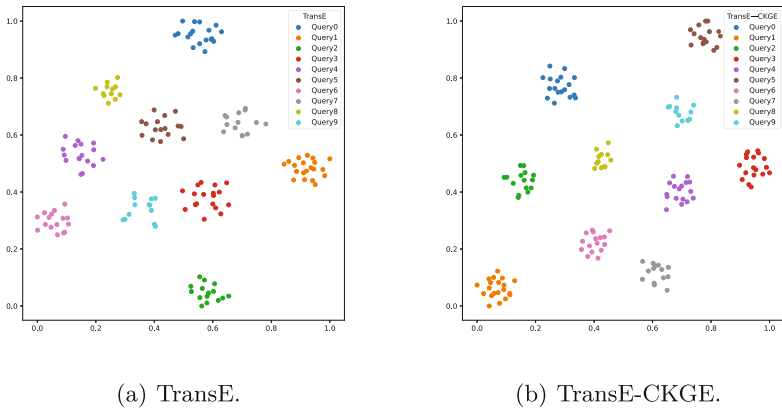 TransE
Query0
Query1
Query2
Query3
Query4
Query5
Query6
Query7
Query8
Query9
1.0
0.8
0.6
0.4
0.2
0.0
0.0 0.2 0.4 0.6 0.8 1.0
(a) TransE.
TransE—CKGE
Query0
Query1
Query2
Query3
Query4
Query5
Query6
Query7
Query8
Query9
1.0
0.8
0.6
0.4
0.2
0.0
0.0 0.2 0.4 0.6 0.8 1.0
(b) TransE-CKGE.